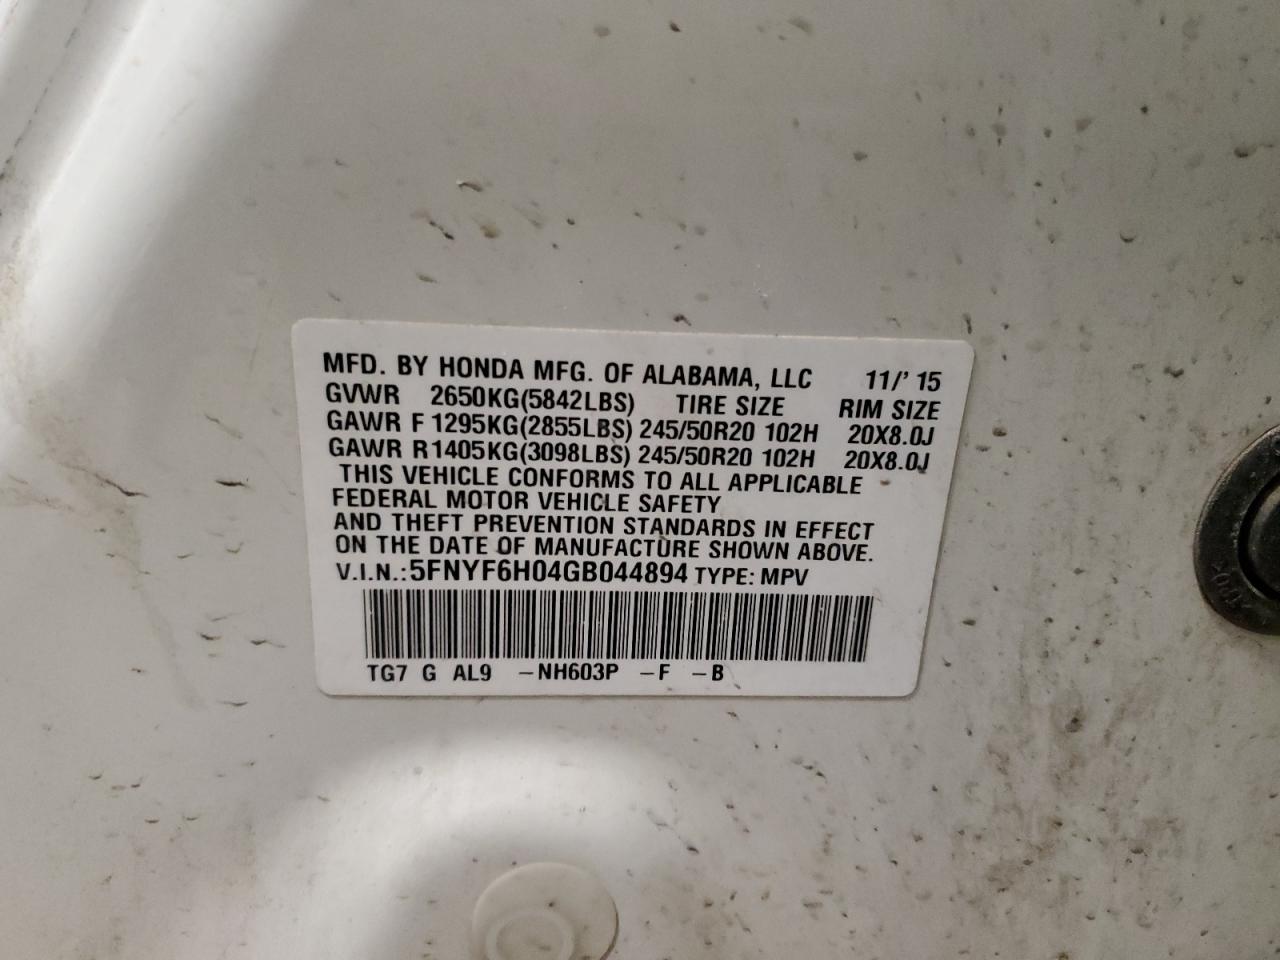 MFD. BY HONDA MFG. OF ALABAMA, LLC 11/' 15
GVWR 2650KG(5842LBS) TIRE SIZE RIM SIZE
GAWR F 1295KG(2855LBS) 245/50R20 102H 20X8.0J
GAWR R1405KG(3098LBS) 245/50R20 102H 20X8.0J
THIS VEHICLE CONFORMS TO ALL APPLICABLE
FEDERAL MOTOR VEHICLE SAFETY
AND THEFT PREVENTION STANDARDS IN EFFECT
ON THE DATE OF MANUFACTURE SHOWN ABOVE.
V.I.N.:5FNYF6H04GB044894 TYPE: MPV
TG7 G AL9 -NH603P -F -B